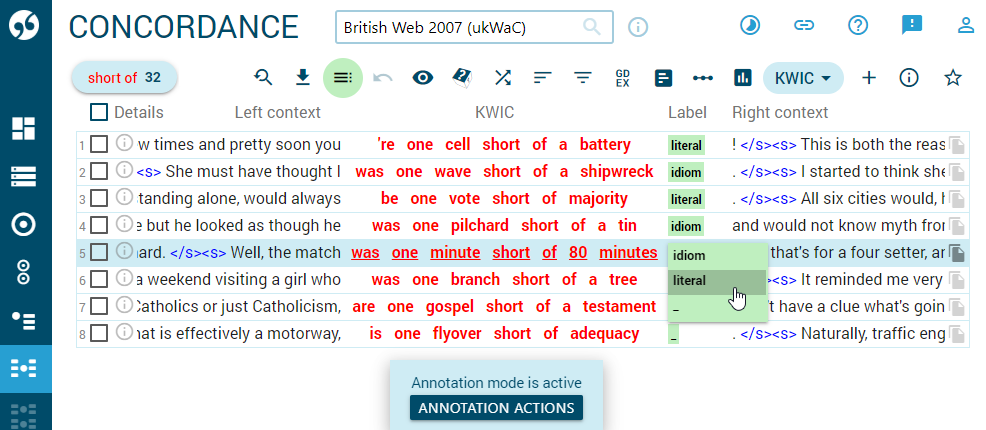 CONCORDANCE
British Web 2007 (ukWaC)
short of 32
GD
EX
KWIC
Details Left context KWIC Label Right context
1 w times and pretty soon you 're one cell short of a battery literal ! </s><s> This is both the reas
2 <s> She must have thought I was one wave short of a shipwreck idiom . </s><s> I started to think she
3 tanding alone, would always be one vote short of majority literal . </s><s> All six cities would, h
4 e but he looked as though he was one pilchard short of a tin idiom and would not know myth from
5 ard. </s><s> Well, the match was one minute short of 80 minutes that's for a four setter, an
idiom
6 a weekend visiting a girl who was one branch short of a tree <s> It reminded me very
literal
7 Catholics or just Catholicism, are one gospel short of a testament 't have a clue what's goin
_
8 nat is effectively a motorway, is one flyover short of adequacy _ . </s><s> Naturally, traffic eng
Annotation mode is active
ANNOTATION ACTIONS